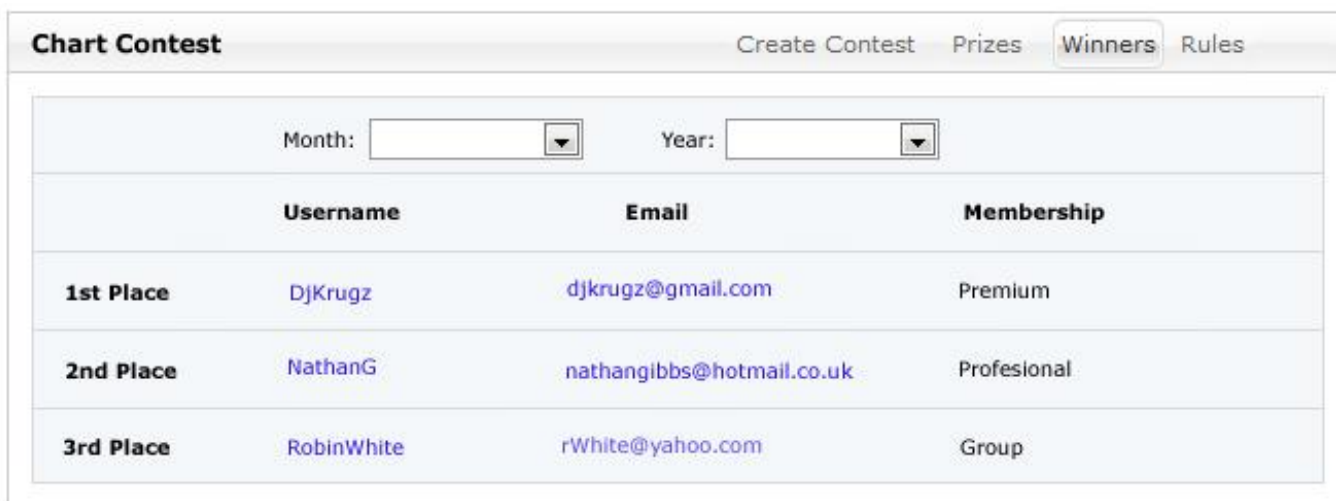 Chart Contest Create Contest Prizes Winners Rules
Month: Year:
Username Email Membership
1st Place DjKrugz djkrugz@gmail.com Premium
2nd Place NathanG nathangibbs@hotmail.co.uk Profesional
3rd Place RobinWhite rWhite@yahoo.com Group